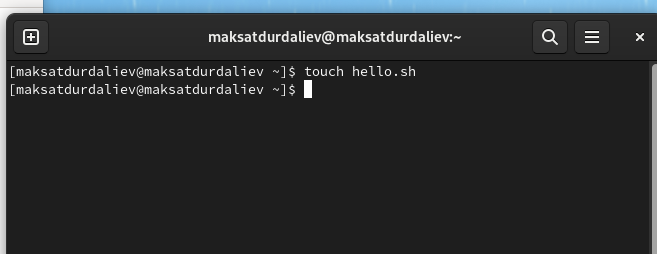 maksatdurdaliev@maksatdurdaliev:~
[maksatdurdaliev@maksatdurdaliev ~]$ touch hello.sh
[maksatdurdaliev@maksatdurdaliev ~]$